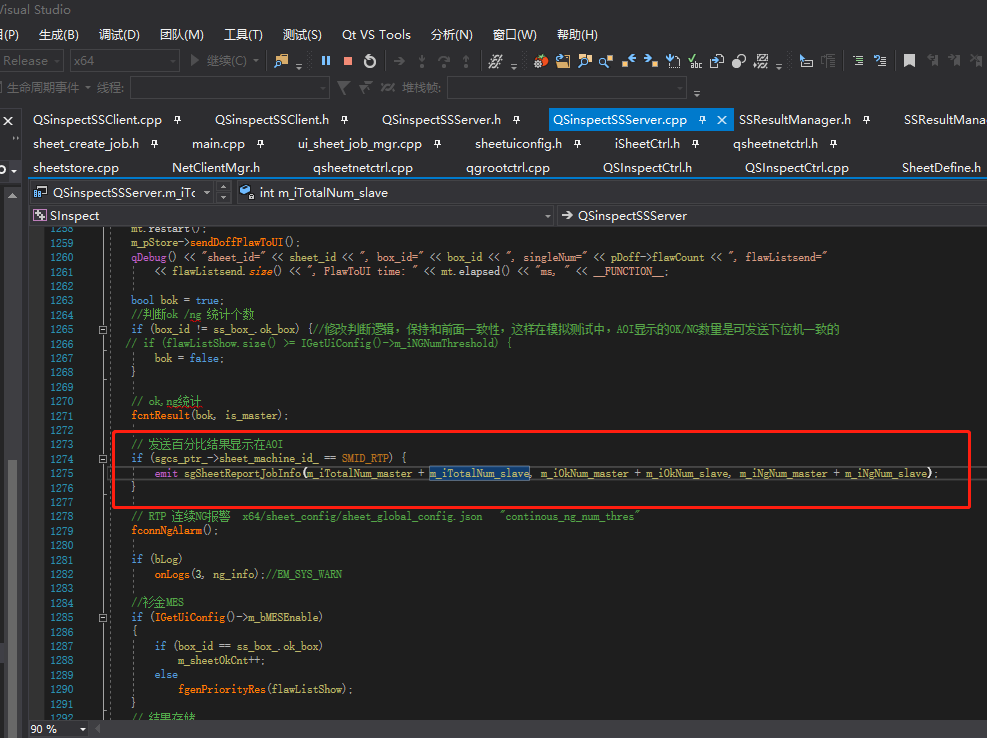 Visual Studio
(P) 生成(B) 调试(D) 团队(M) 工具(T) 测试(S) Qt VS Tools 分析(N) 窗口(W) 帮助(H)
Release x64 继续(C)
生命周期事件 线程: 堆栈帧:
QSinspectSSClient.cpp QSinspectSSClient.h QSinspectSSServer.h QSinspectSSServer.cpp SSResultManager.h SSResultMana
sheet_create_job.h main.cpp ui_sheet_job_mgr.cpp sheetuiconfig.h iSheetCtrl.h qsheetnetctrl.h
sheetstore.cpp NetClientMgr.h qsheetnetctrl.cpp qgrootctrl.cpp QSInspectCtrl.h QSInspectCtrl.cpp SheetDefine.h
QSinspectSSServer.m_iTc int m_iTotalNum_slave
SInspect QSinspectSSServer
1258 mt.restart();
1259 m_pStore->sendDoffFlawToUI();
1260 qDebug() << "sheet_id=" << sheet_id << ", box_id=" << box_id << ", singleNum=" << pDoff->flawCount << ", flawListsend="
1261 << flawListsend.size() << ", FlawToUI time: " << mt.elapsed() << "ms, " << __FUNCTION__;
1262
1263 bool bok = true;
1264 //判断ok /ng 统计个数
1265 if (box_id != ss_box_.ok_box) {//修改判断逻辑，保持和前面一致性，这样在模拟测试中，AOI显示的OK/NG数量是可发送下位机一致的
1266 // if (flawListShow.size() >= IGetUiConfig()->m_iNGNumThreshold) {
1267 bok = false;
1268 }
1269
1270 // ok,ng统计
1271 fcntResult(bok, is_master);
1272
1273 // 发送百分比结果显示在AOI
1274 if (sgcs_ptr_->sheet_machine_id_ == SMID_RTP) {
1275 emit sgSheetReportJobInfo(m_iTotalNum_master + m_iTotalNum_slave, m_iOkNum_master + m_iOkNum_slave, m_iNgNum_master + m_iNgNum_slave);
1276 }
1277
1278 // RTP 连续NG报警 x64/sheet_config/sheet_global_config.json "continous_ng_num_thres"
1279 fconnNgAlarm();
1280
1281 if (bLog)
1282 onLogs(3, ng_info);//EM_SYS_WARN
1283
1284 //衫金MES
1285 if (IGetUiConfig()->m_bMESEnable)
1286 {
1287 if (box_id == ss_box_.ok_box)
1288 m_sheetOkCnt++;
1289 else
1290 fgenPriorityRes(flawListShow);
1291 }
1292 // 结果存储
90 %